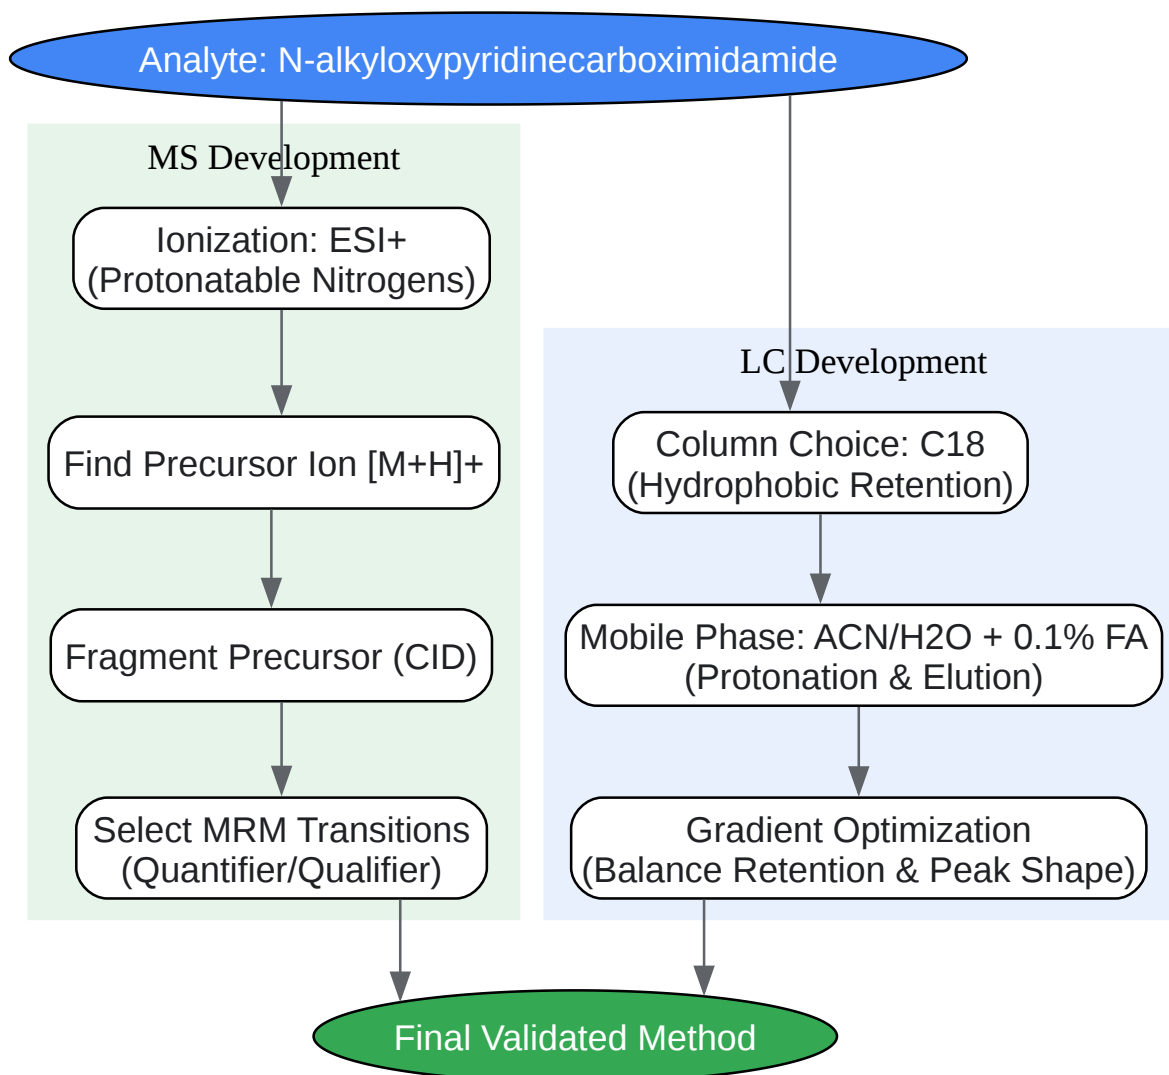 Analyte: N-alkyloxypyridinecarboximidamide
MS Development
Ionization: ESI+
(Protonatable Nitrogens)
Find Precursor Ion [M+H]+
Fragment Precursor (CID)
Select MRM Transitions
(Quantifier/Qualifier)
LC Development
Column Choice: C18
(Hydrophobic Retention)
Mobile Phase: ACN/H2O + 0.1% FA
(Protonation & Elution)
Gradient Optimization
(Balance Retention & Peak Shape)
Final Validated Method